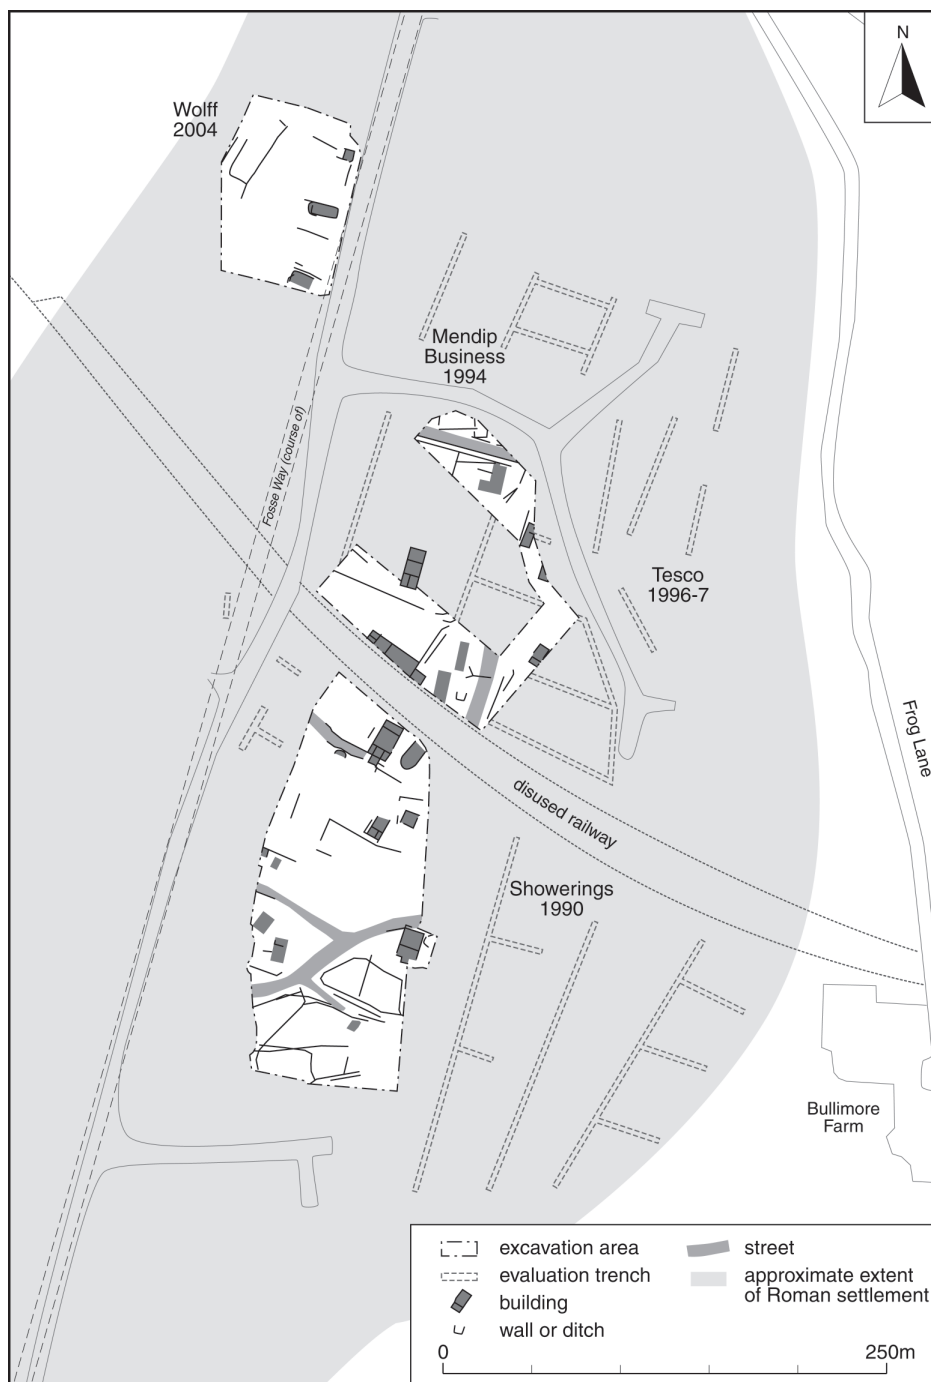 N
Wolff
2004
Mendip
Business
1994
Fosse Way (course of)
Tesco
1996-7
Frog Lane
disused railway
Showerings
1990
Bullimore
Farm
excavation area
evaluation trench
building
wall or ditch
street
approximate extent
of Roman settlement
0
250m